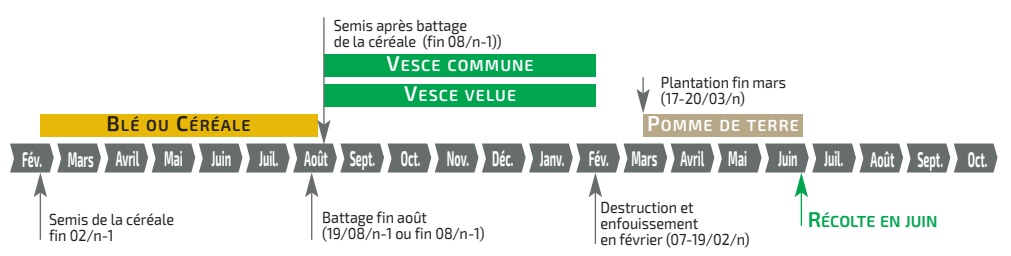 Semis après battage
de la céréale (fin 08/n-1))
VESCE COMMUNE
VESCE VELUE
Plantation fin mars
(17-20/03/n)
BLÉ OU CÉRÉALE
POMME DE TERRE
Fév. Mars Avril Mai Juin Juil. Août Sept. Oct. Nov. Déc. Janv. Fév. Mars Avril Mai Juin Juil. Août Sept. Oct.
Semis de la céréale
fin 02/n-1
Battage fin août
(19/08/n-1 ou fin 08/n-1)
Destruction et
enfouissement
en février (07-19/02/n)
RÉCOLTE EN JUIN